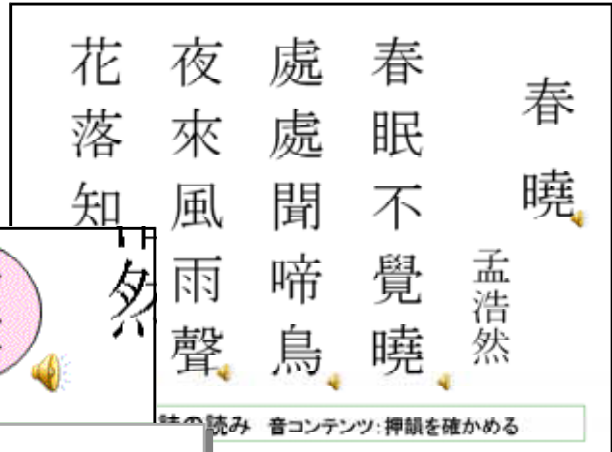 春曉
孟浩然
春眠不覺曉
處處聞啼鳥
夜來風雨聲
花落知
の読み 音コンテンツ:押韻を確かめる